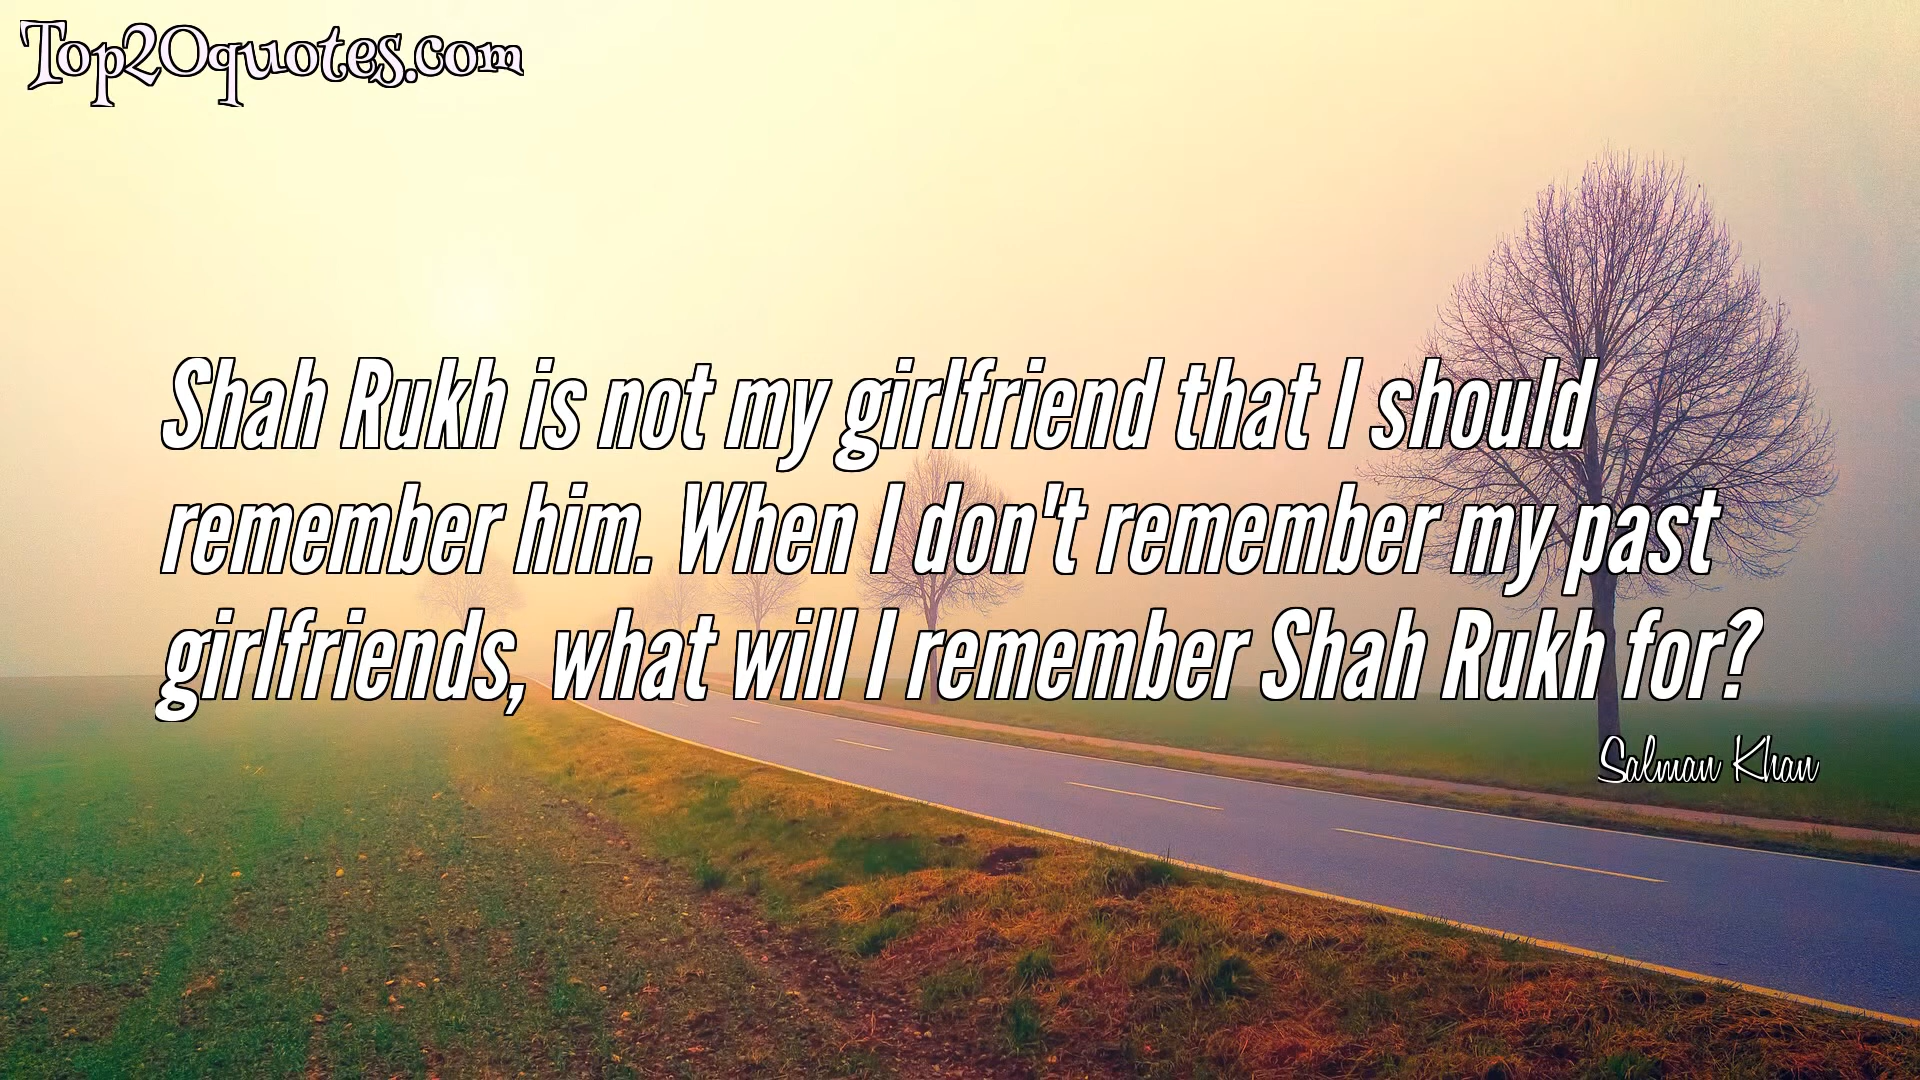 Top20quotes.com
Shah Rukh is not my girlfriend that I should
remember him. When I don't remember my past
girlfriends, what will I remember Shah Rukh for?
Salman Khan